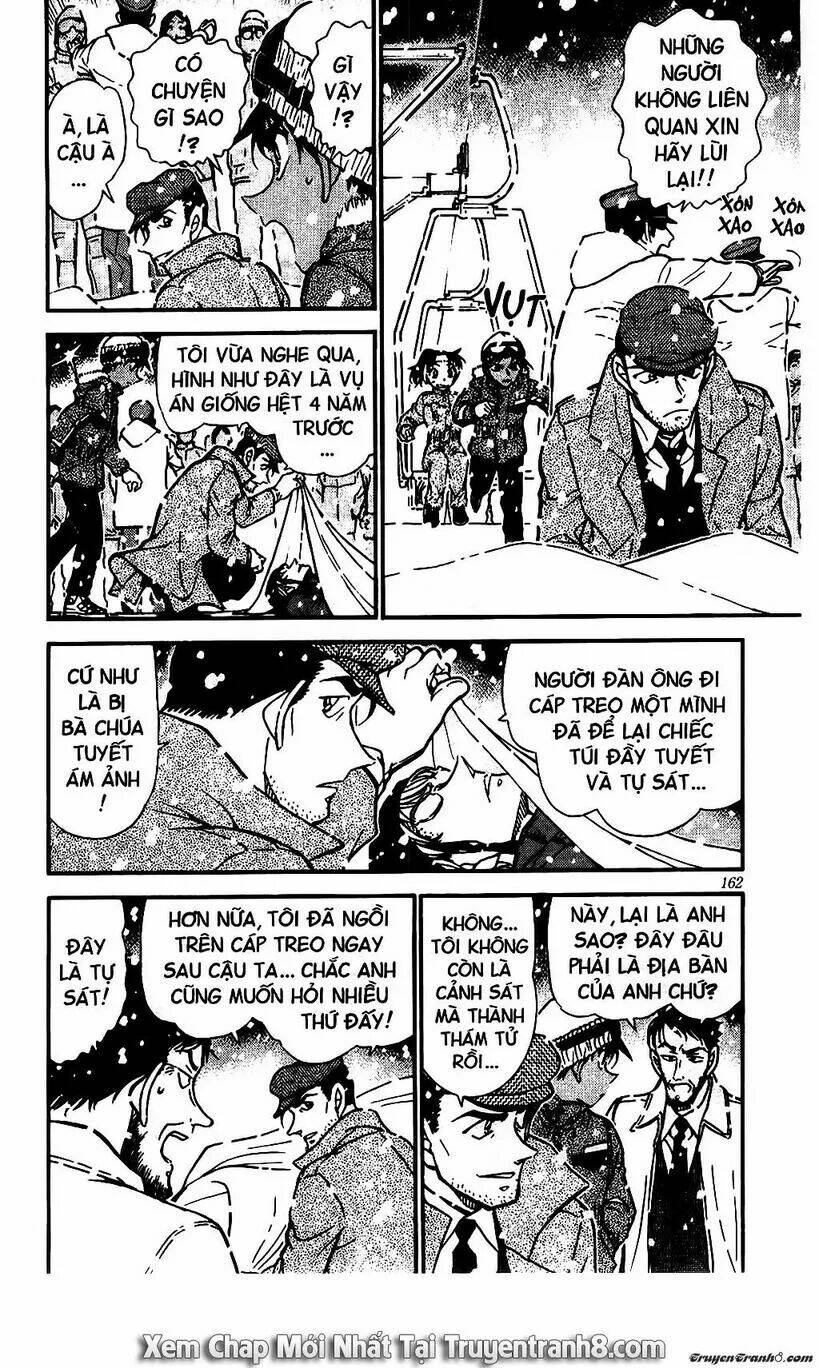 NHỮNG
NGƯỜI
KHÔNG LIÊN
QUAN XIN
HÃY LÙI
LẠI!!
XÔN
XAO
XÔN
XAO
VỤT
GÌ
VẬY
!?
CÓ
CHUYỆN
GÌ SAO
!?
À, LÀ
CẬU À
...
TÔI VỪA NGHE QUA,
HÌNH NHƯ ĐÂY LÀ VỤ
ÁN GIỐNG HỆT 4 NĂM
TRƯỚC
...
NGƯỜI ĐÀN ÔNG ĐI
CÁP TREO MỘT MÌNH
ĐÃ ĐỂ LẠI CHIẾC
TÚI ĐẦY TUYẾT
VÀ TỰ SÁT...
CỨ NHƯ
LÀ BỊ
BÀ CHÚA
TUYẾT
ÁM ẢNH
!
162
NÀY, LẠI LÀ ANH
SAO? ĐÂY ĐÂU
PHẢI LÀ ĐỊA BÀN
CỦA ANH CHỨ?
KHÔNG...
TÔI KHÔNG
CÒN LÀ
CẢNH SÁT
MÀ THÀNH
THÁM TỬ
RỒI...
HƠN NỮA, TÔI ĐÃ NGỒI
TRÊN CÁP TREO NGAY
SAU CẬU TA... CHẮC ANH
CŨNG MUỐN HỎI NHIỀU
THỨ ĐẤY!
ĐÂY
LÀ TỰ
SÁT!
Xem Chap Mới Nhất Tại Truyentranh8.com
TruyenTranh8.com